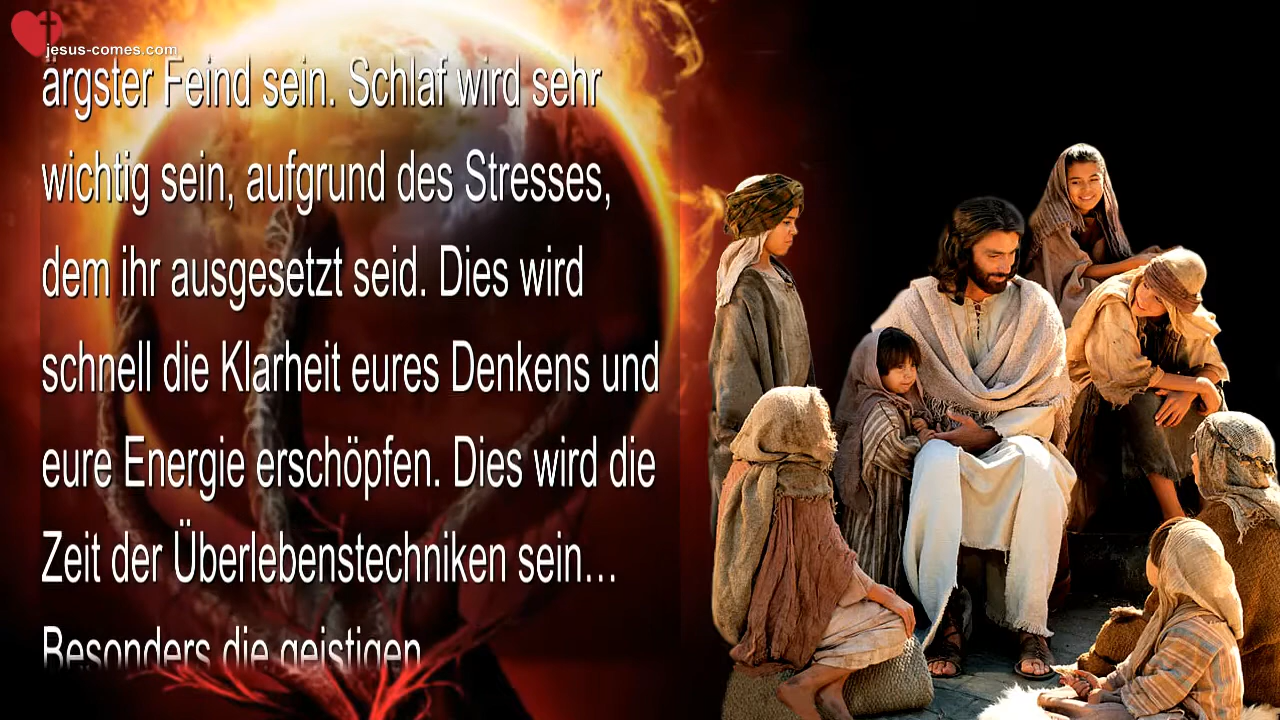 jesus-comes.com
ärgster Feind sein. Schlaf wird sehr
wichtig sein, aufgrund des Stresses,
dem ihr ausgesetzt seid. Dies wird
schnell die Klarheit eures Denkens und
eure Energie erschöpfen. Dies wird die
Zeit der Überlebenstechniken sein...
Besonders die geistigen